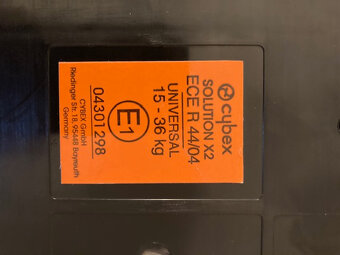 cybex
SOLUTION X2
ECE R 44/04
UNIVERSAL
15 - 36 kg
E1
04301298
CYBEX GmbH
Riedinger Str. 18, 95448 Bayreuth
Germany